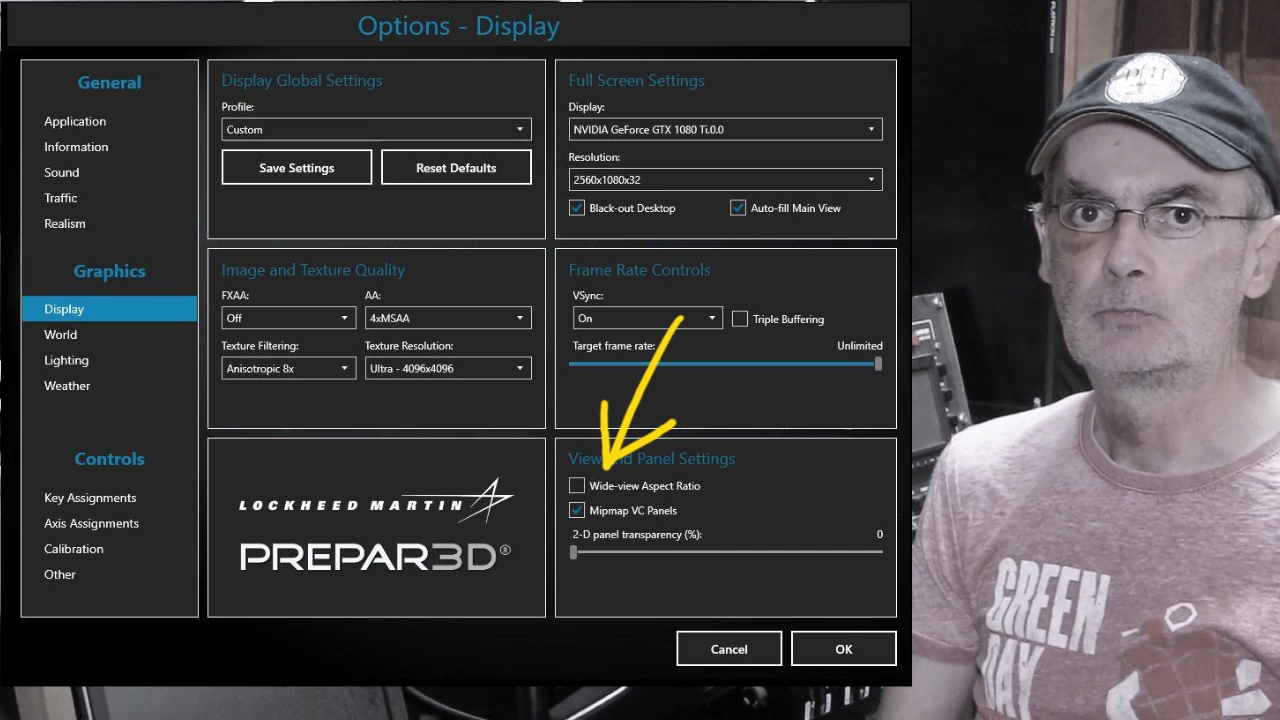 Options - Display
General
Application
Information
Sound
Traffic
Realism
Graphics
Display
World
Lighting
Weather
Controls
Key Assignments
Axis Assignments
Calibration
Other
Display Global Settings
Profile:
Custom
Save Settings
Reset Defaults
Full Screen Settings
Display:
NVIDIA GeForce GTX 1080 Ti.0.0
Resolution:
2560x1080x32
Black-out Desktop
Auto-fill Main View
Image and Texture Quality
FXAA:
AA:
Off
4xMSAA
Texture Filtering:
Texture Resolution:
Anisotropic 8x
Ultra - 4096x4096
Frame Rate Controls
VSync:
On
Triple Buffering
Target frame rate:
Unlimited
LOCKHEED MARTIN
PREPAR3D®
View and Panel Settings
Wide-view Aspect Ratio
Mipmap VC Panels
2-D panel transparency (%):
0
Cancel
OK
GREEN
DAY